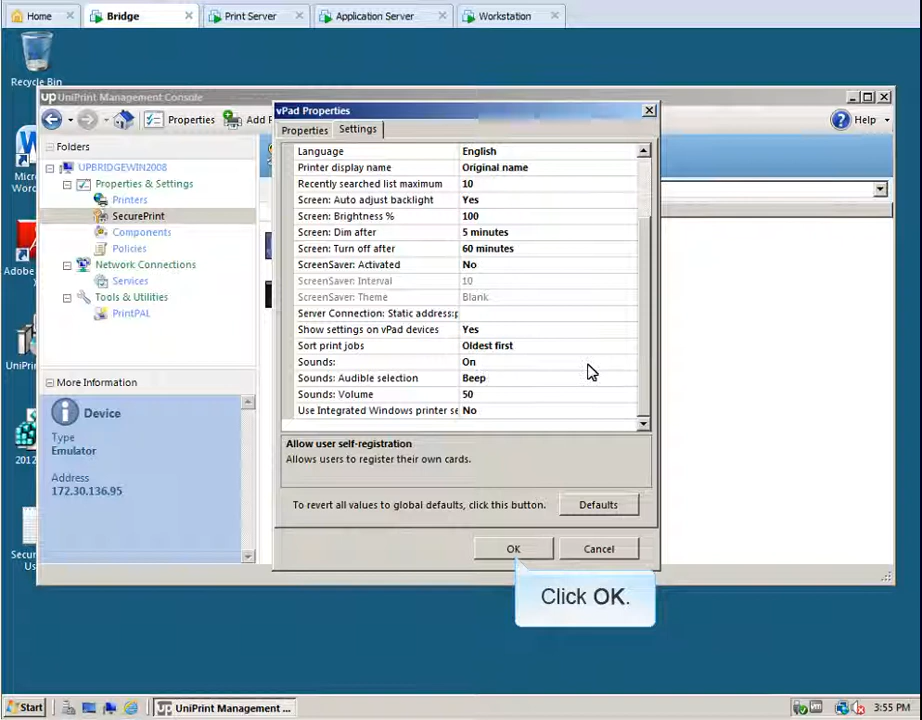 Home
Bridge
Print Server
Application Server
Workstation
Recycle Bin
UniPrint Management Console
Properties
Add P
Help
Folders
UPBRIDGEWIN2008
Properties & Settings
Printers
SecurePrint
Components
Policies
Network Connections
Services
Tools & Utilities
PrintPAL
More Information
Device
Type
Emulator
Address
172.30.136.95
Micro
Word
Adobe
UniPrin
2012
Secur
Us
vPad Properties
Properties
Settings
Language English
Printer display name Original name
Recently searched list maximum 10
Screen: Auto adjust backlight Yes
Screen: Brightness % 100
Screen: Dim after 5 minutes
Screen: Turn off after 60 minutes
ScreenSaver: Activated No
ScreenSaver: Interval 10
ScreenSaver: Theme Blank
Server Connection: Static address:p
Show settings on vPad devices Yes
Sort print jobs Oldest first
Sounds: On
Sounds: Audible selection Beep
Sounds: Volume 50
Use Integrated Windows printer se No
Allow user self-registration
Allows users to register their own cards.
To revert all values to global defaults, click this button.
Defaults
OK
Cancel
Click OK.
Start
UniPrint Management ...
3:55 PM